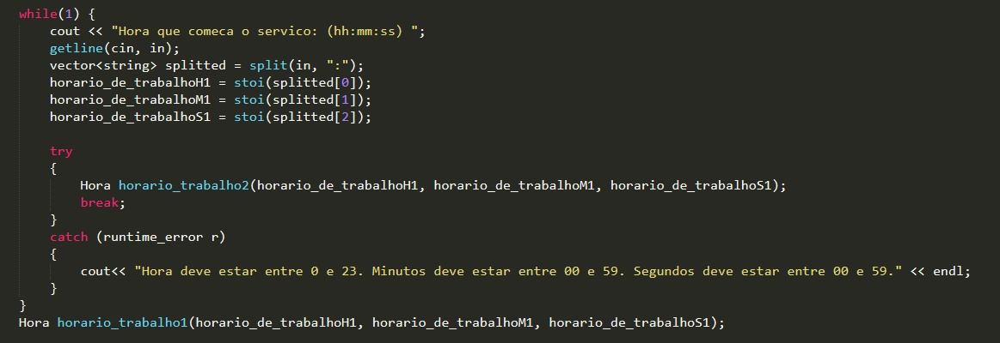 while(1) {
    cout << "Hora que comeca o servico: (hh:mm:ss) ";
    getline(cin, in);
    vector<string> splitted = split(in, ":");
    horario_de_trabalhoH1 = stoi(splitted[0]);
    horario_de_trabalhoM1 = stoi(splitted[1]);
    horario_de_trabalhoS1 = stoi(splitted[2]);

    try
    {
        Hora horario_trabalho2(horario_de_trabalhoH1, horario_de_trabalhoM1, horario_de_trabalhoS1);
        break;
    }
    catch (runtime_error r)
    {
        cout<< "Hora deve estar entre 0 e 23. Minutos deve estar entre 00 e 59. Segundos deve estar entre 00 e 59." << endl;
    }
}
Hora horario_trabalho1(horario_de_trabalhoH1, horario_de_trabalhoM1, horario_de_trabalhoS1);